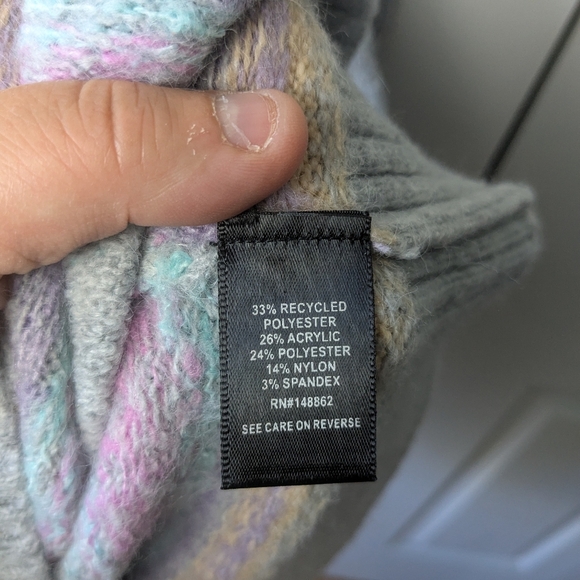 33% RECYCLED
POLYESTER
26% ACRYLIC
24% POLYESTER
14% NYLON
3% SPANDEX
RN#148862
SEE CARE ON REVERSE